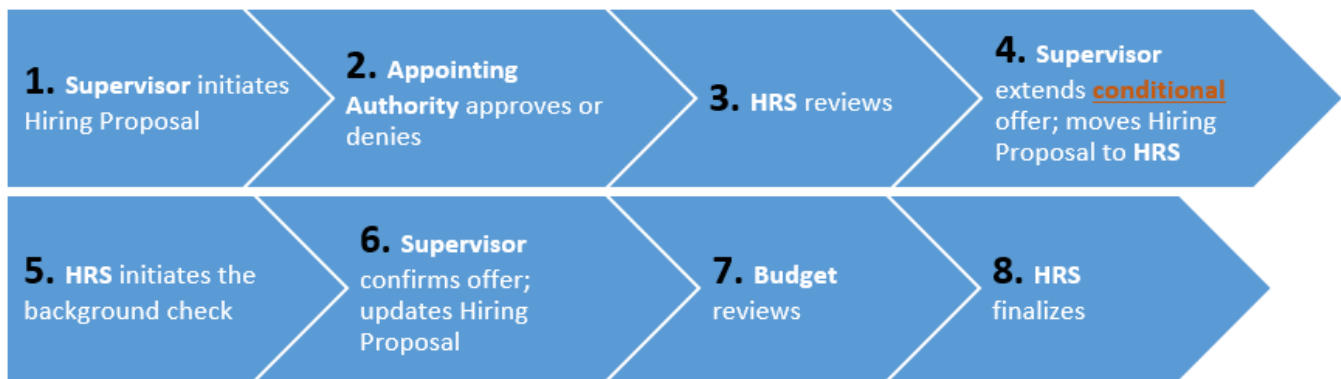 1. Supervisor initiates
Hiring Proposal
2. Appointing
Authority approves or
denies
3. HRS reviews
4. Supervisor
extends conditional
offer; moves Hiring
Proposal to HRS
5. HRS initiates the
background check
6. Supervisor
confirms offer;
updates Hiring
Proposal
7. Budget
reviews
8. HRS
finalizes